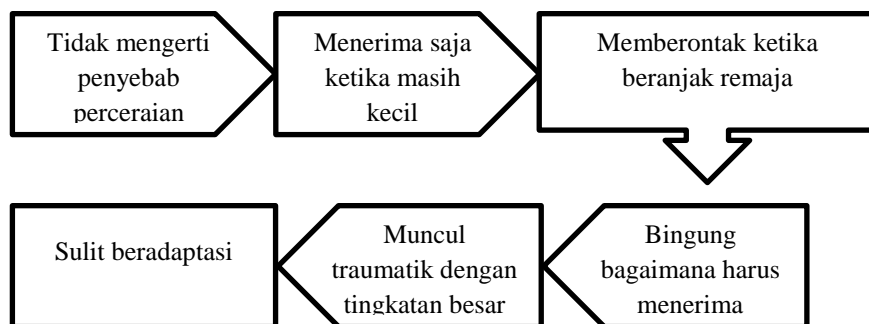 Tidak mengerti
penyebab
perceraian
Menerima saja
ketika masih
kecil
Memberontak ketika
beranjak remaja
Bingung
bagaimana harus
menerima
Muncul
traumatik dengan
tingkatan besar
Sulit beradaptasi